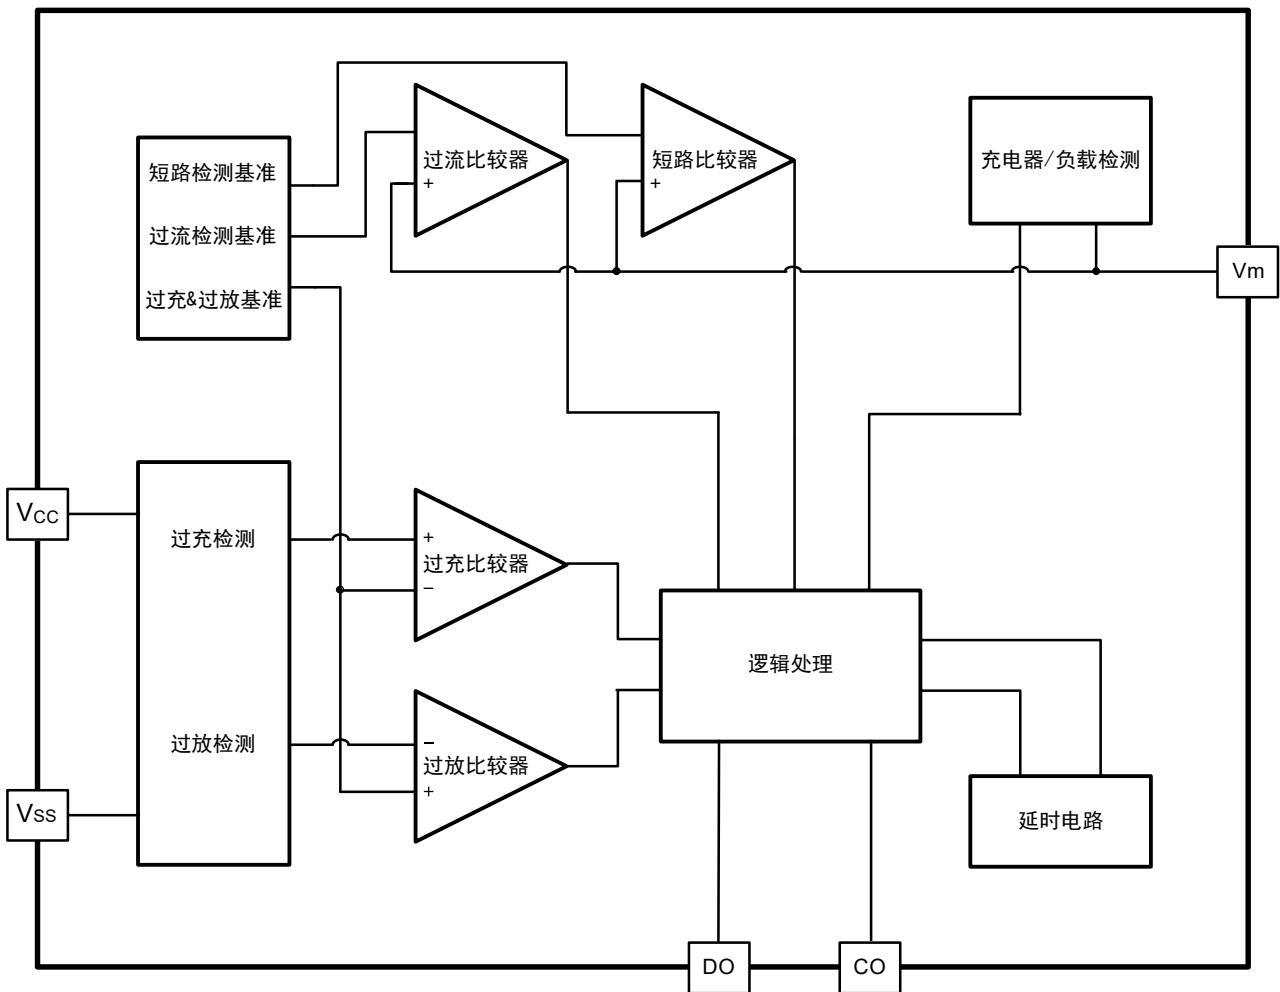 短路检测基准
过流检测基准
过充&过放基准
过流比较器
+
短路比较器
+
充电器/负载检测
Vm
VCC
VSS
过充检测
过放检测
+
过充比较器
−
−
过放比较器
+
逻辑处理
延时电路
DO
CO